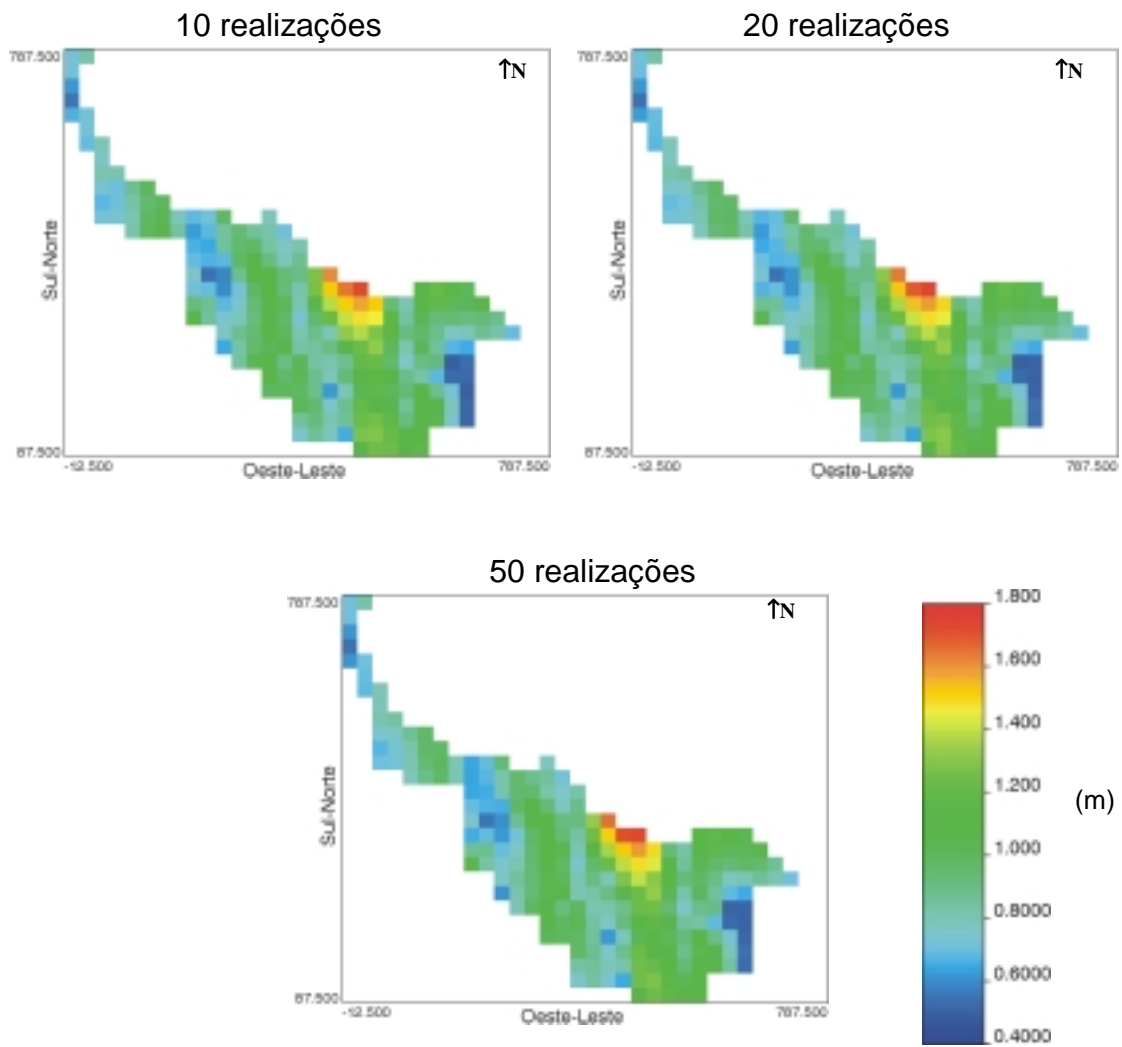 10 realizações
20 realizações
787.500
↑N
Sul-Norte
87.500
-12.500
Oeste-Leste
787.500
787.500
↑N
Sul-Norte
87.500
-12.500
Oeste-Leste
787.500
50 realizações
787.500
↑N
Sul-Norte
87.500
-12.500
Oeste-Leste
787.500
1.800
1.600
1.400
1.200
1.000
0.8000
0.6000
0.4000
(m)